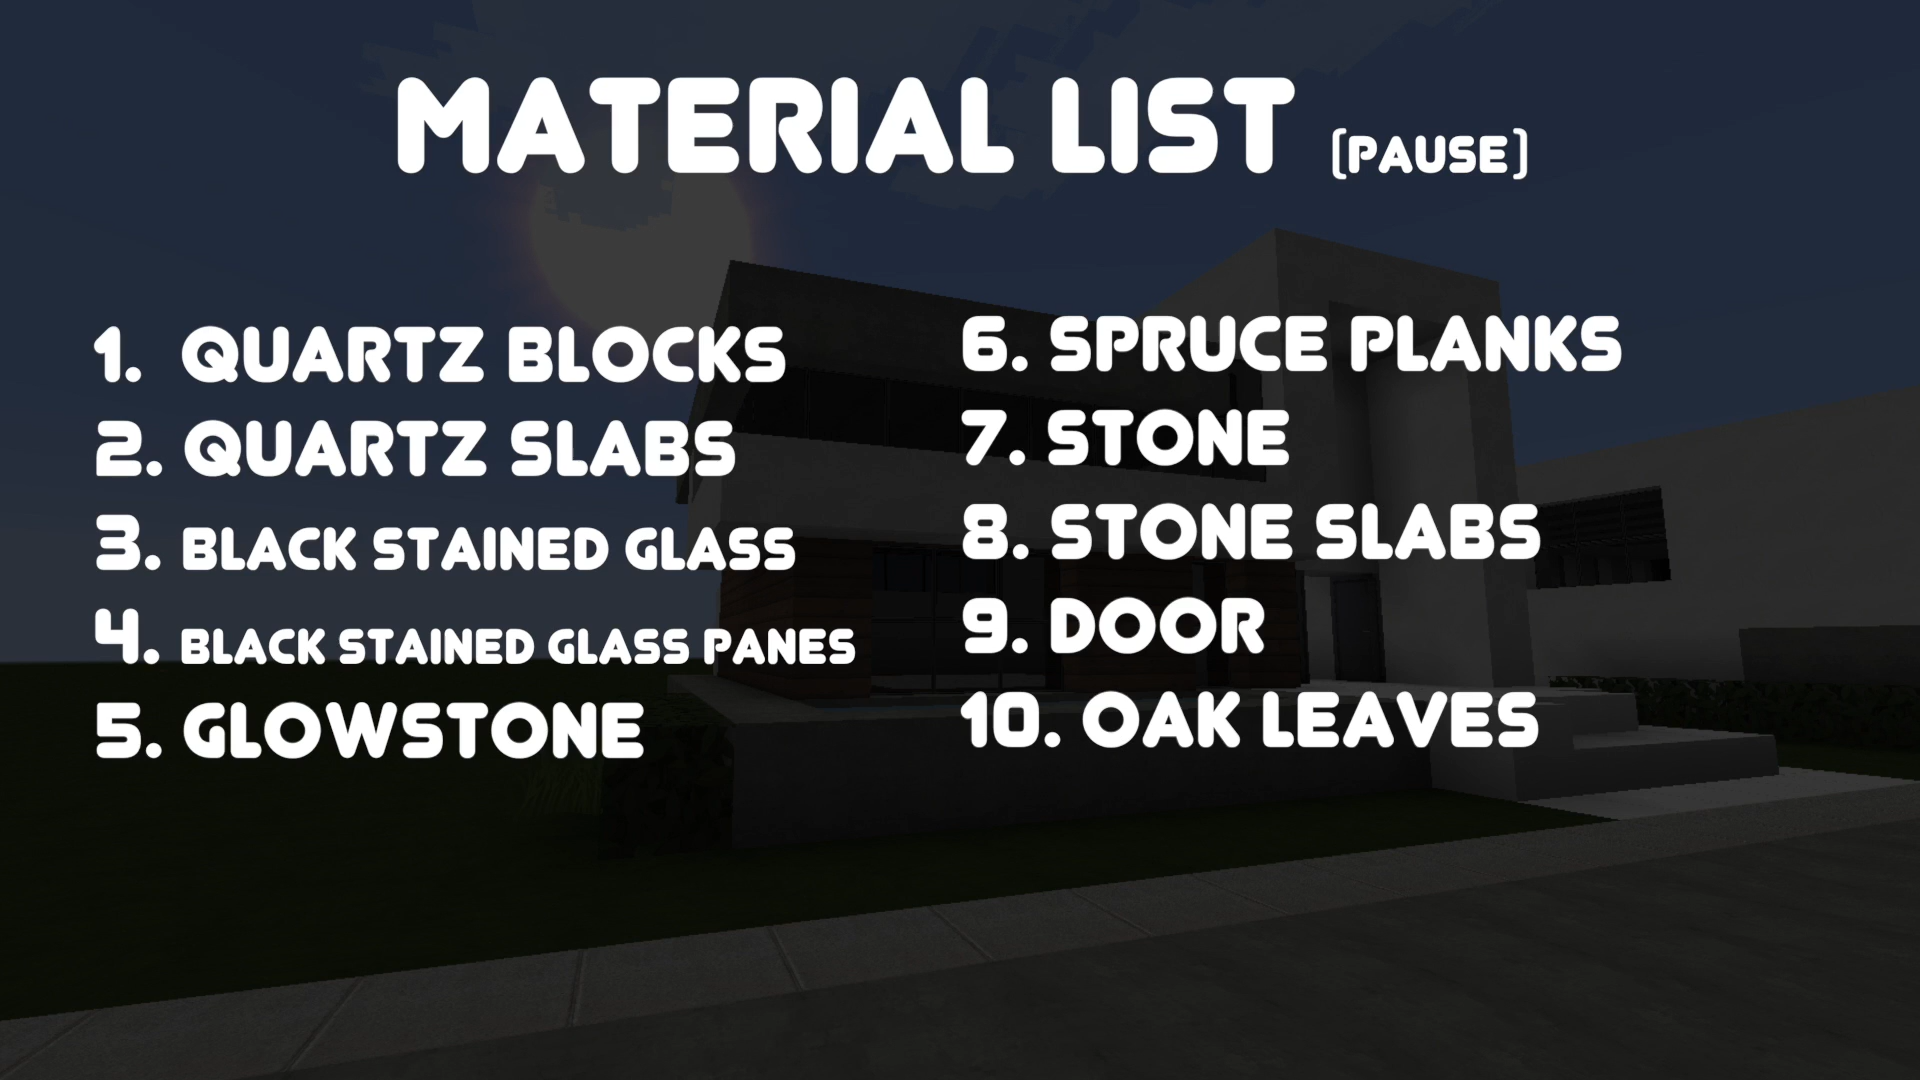 MATERIAL LIST [PAUSE]
1. QUARTZ BLOCKS
2. QUARTZ SLABS
3. BLACK STAINED GLASS
4. BLACK STAINED GLASS PANES
5. GLOWSTONE
6. SPRUCE PLANKS
7. STONE
8. STONE SLABS
9. DOOR
10. OAK LEAVES